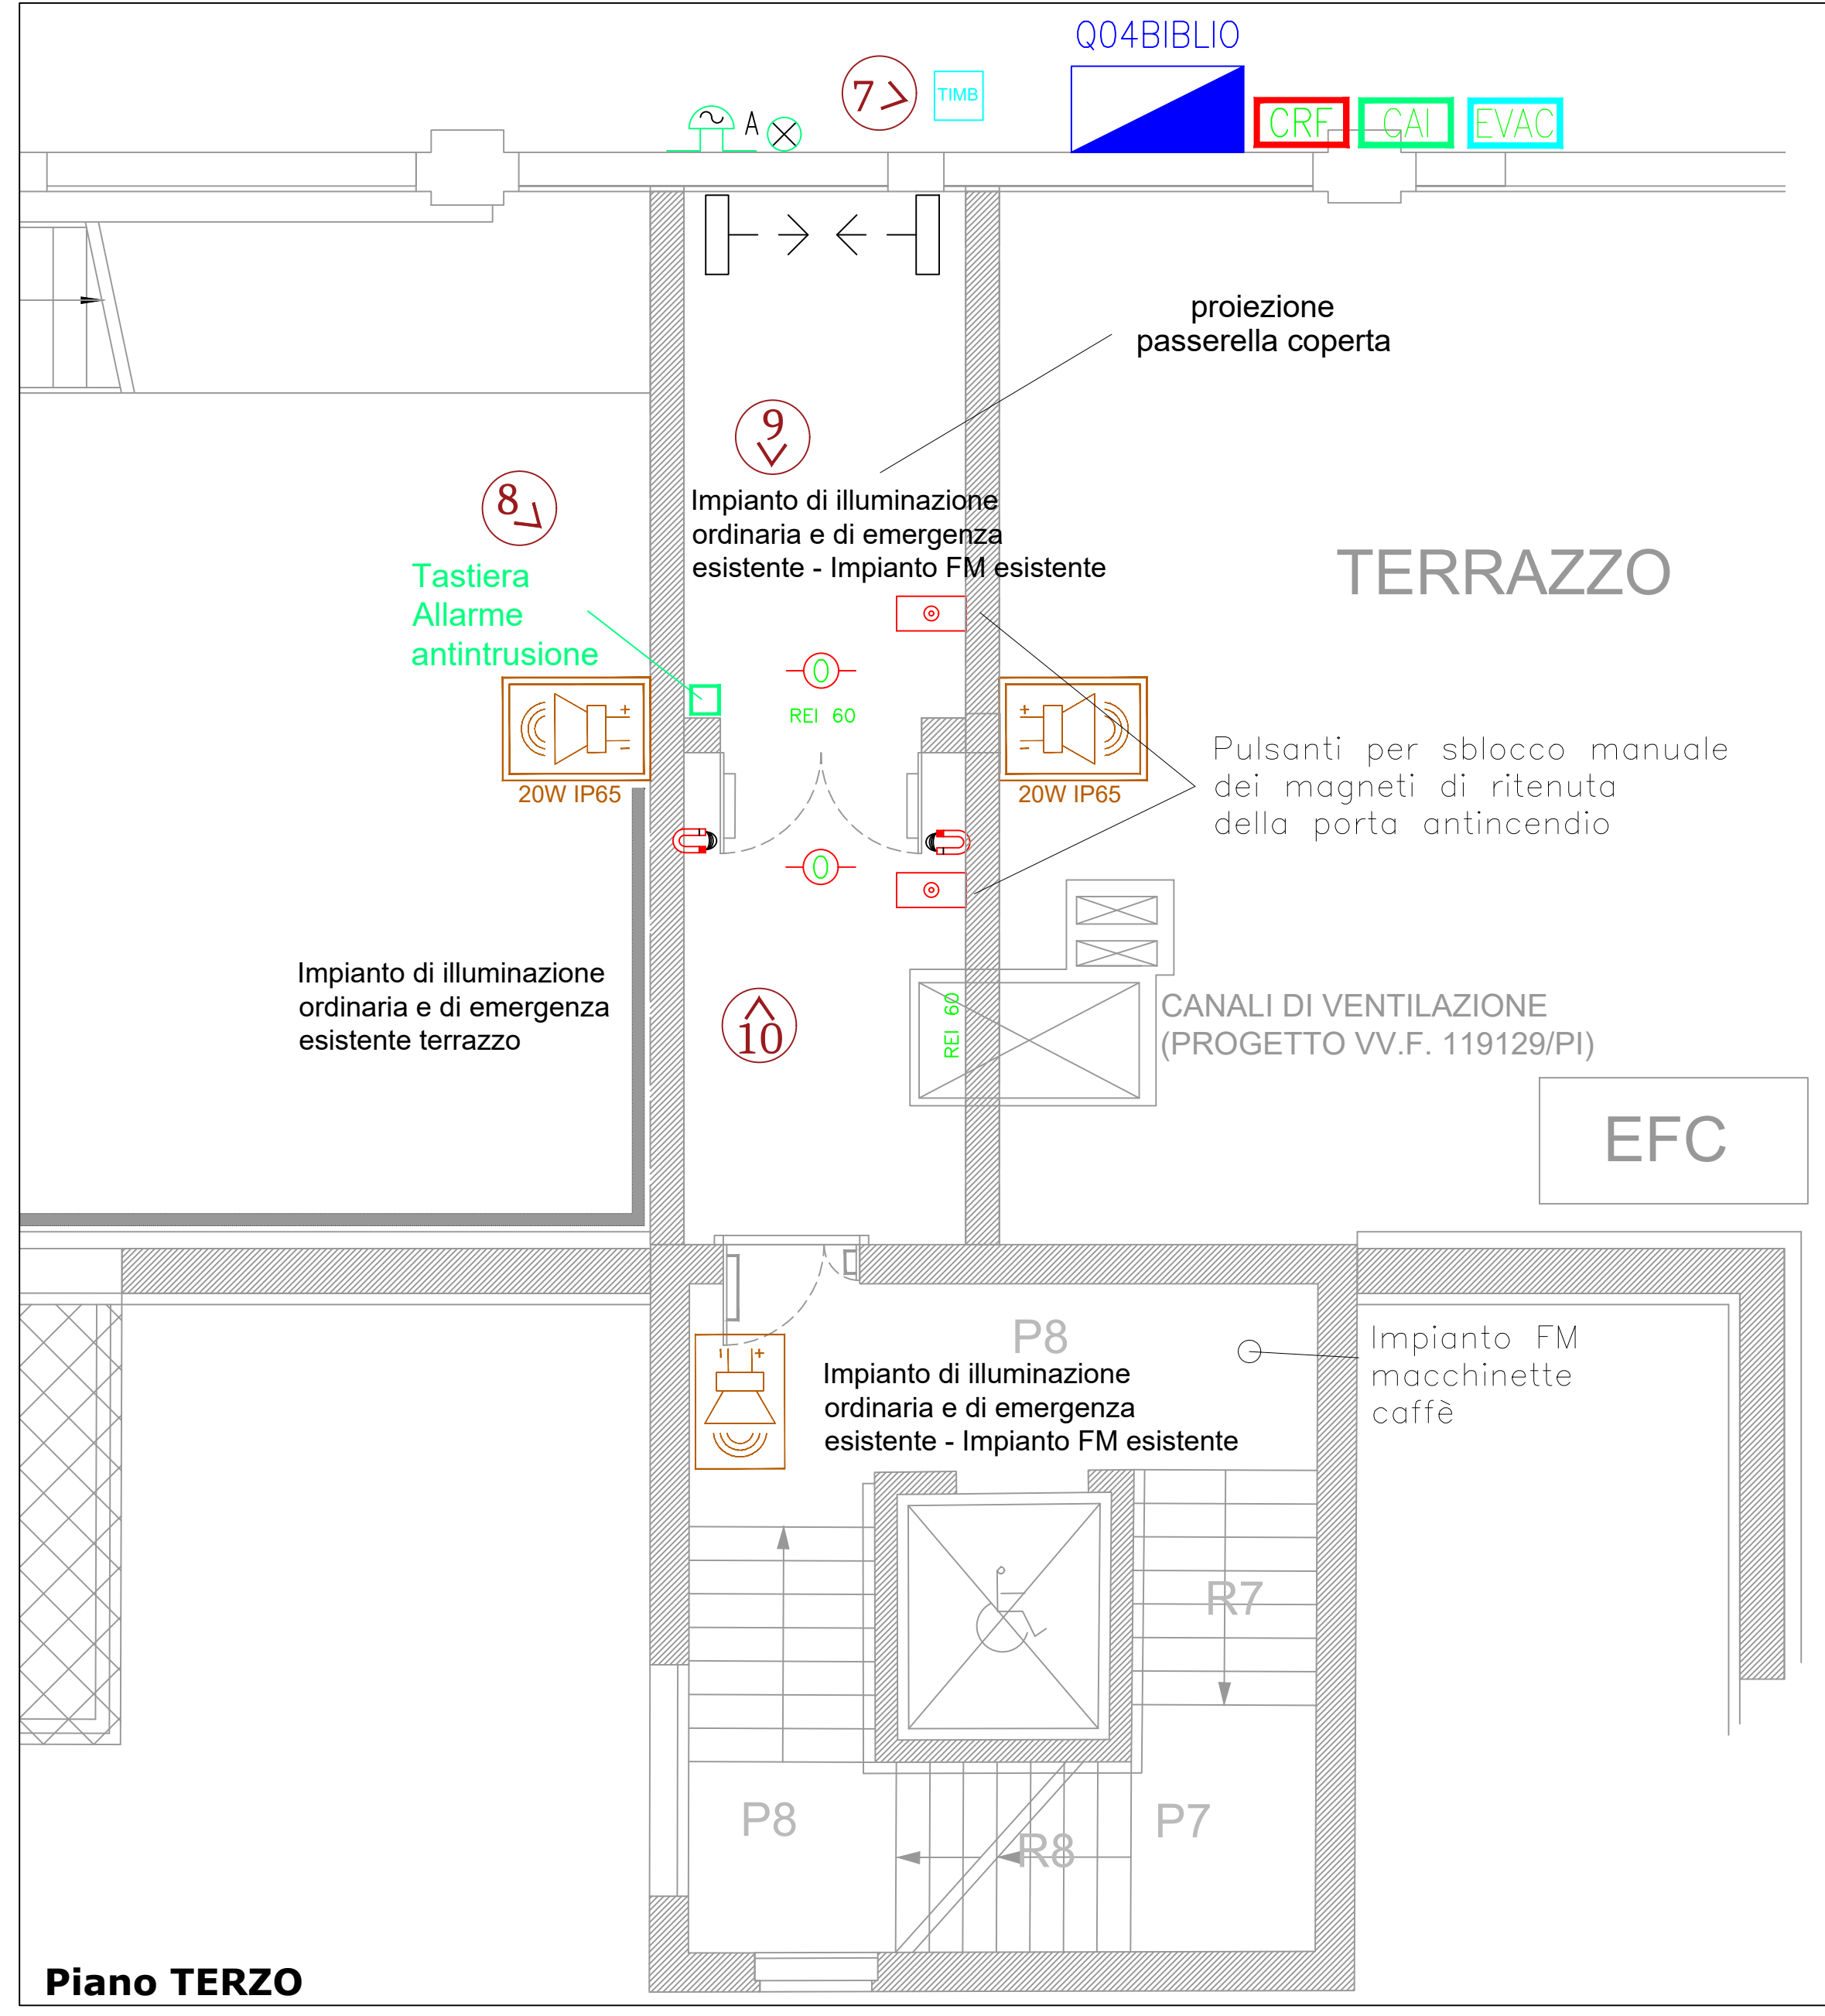 Q04BIBLIO
7
TIMB
A
CRF
CAI
EVAC
proiezione
passerella coperta
9
8
Impianto di illuminazione
ordinaria e di emergenza
esistente - Impianto FM esistente
TERRAZZO
Tastiera
Allarme
antintrusione
0
REI 60
+
-
20W IP65
+
-
20W IP65
Pulsanti per sblocco manuale
dei magneti di ritenuta
della porta antincendio
0
Impianto di illuminazione
ordinaria e di emergenza
esistente terrazzo
10
REI 60
CANALI DI VENTILAZIONE
(PROGETTO VV.F. 119129/PI)
EFC
P8
Impianto FM
macchinette
caffè
- +
Impianto di illuminazione
ordinaria e di emergenza
esistente - Impianto FM esistente
R7
P8
P7
R8
Piano TERZO